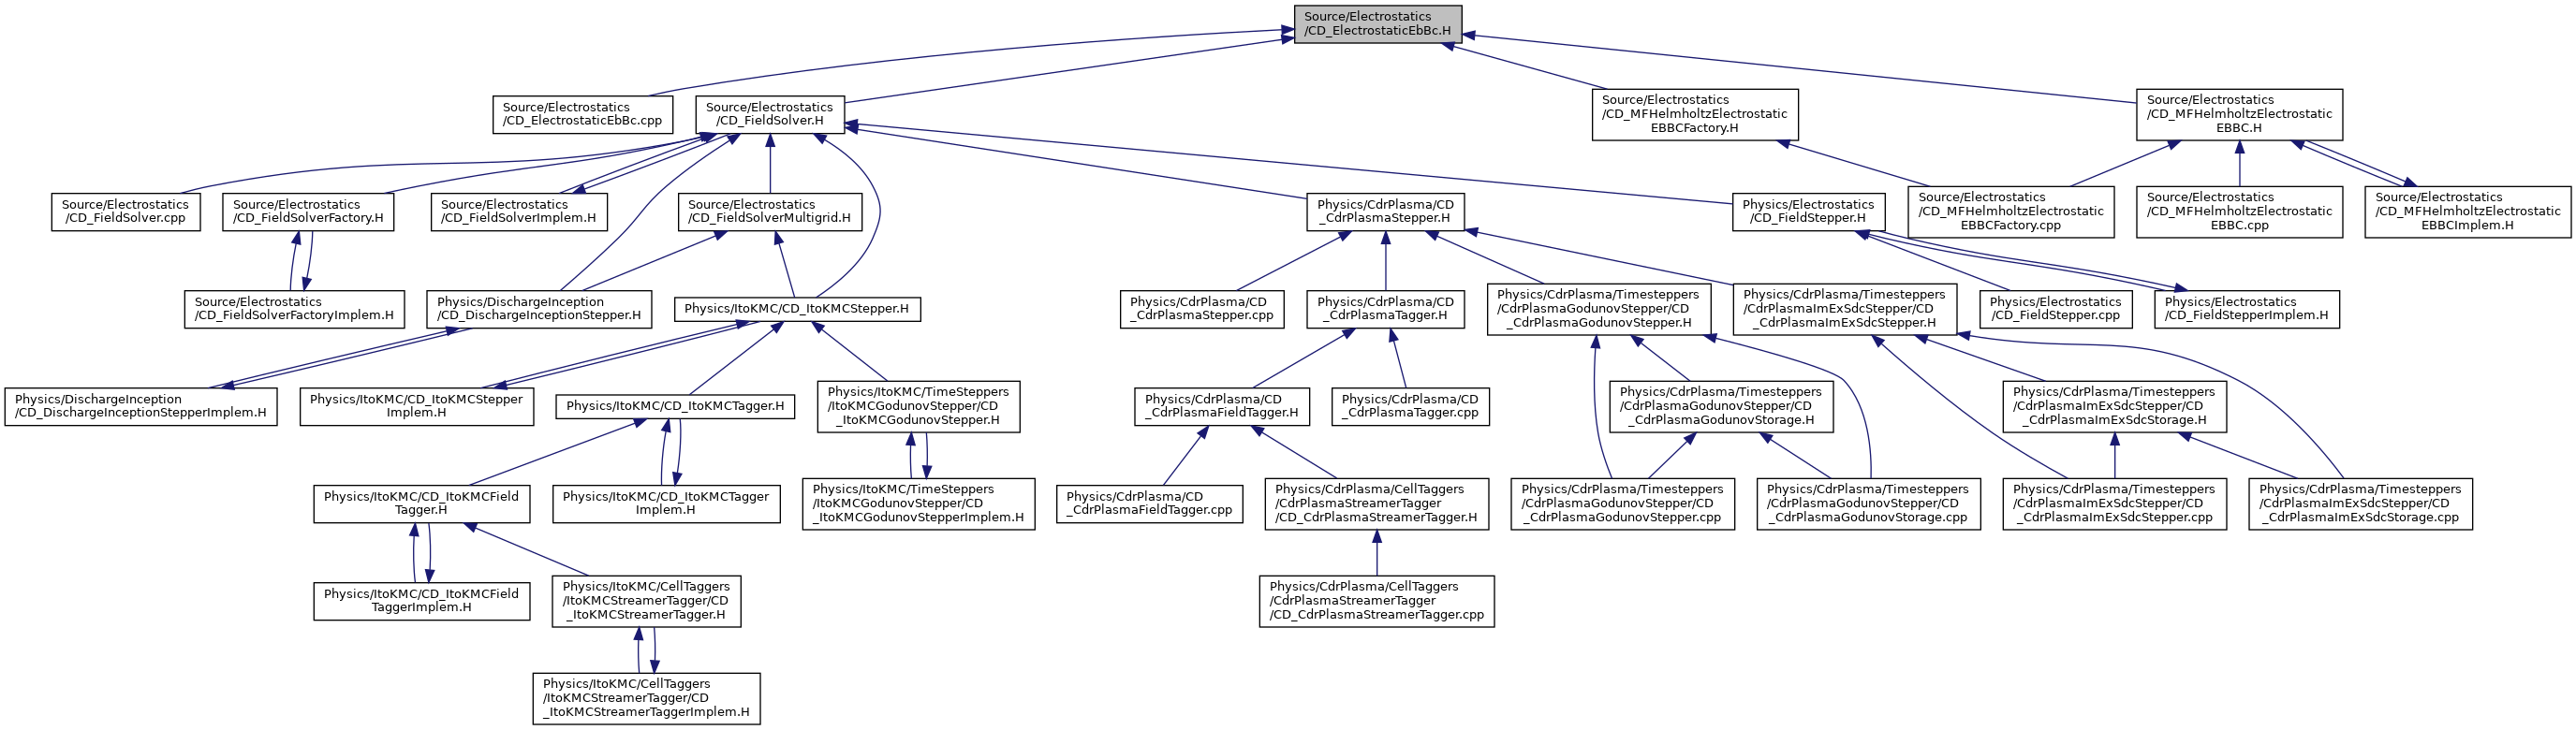 Source/Electrostatics
/CD_ElectrostaticEbBc.H
Source/Electrostatics
/CD_ElectrostaticEbBc.cpp
Source/Electrostatics
/CD_FieldSolver.H
Source/Electrostatics
/CD_MFHelmholtzElectrostatic
EBBCFactory.H
Source/Electrostatics
/CD_MFHelmholtzElectrostatic
EBBC.H
Source/Electrostatics
/CD_FieldSolver.cpp
Source/Electrostatics
/CD_FieldSolverFactory.H
Source/Electrostatics
/CD_FieldSolverImplem.H
Source/Electrostatics
/CD_FieldSolverMultigrid.H
Physics/CdrPlasma/CD
_CdrPlasmaStepper.H
Physics/Electrostatics
/CD_FieldStepper.H
Source/Electrostatics
/CD_MFHelmholtzElectrostatic
EBBCFactory.cpp
Source/Electrostatics
/CD_MFHelmholtzElectrostatic
EBBC.cpp
Source/Electrostatics
/CD_MFHelmholtzElectrostatic
EBBCImplem.H
Source/Electrostatics
/CD_FieldSolverFactoryImplem.H
Physics/DischargeInception
/CD_DischargeInceptionStepper.H
Physics/ItoKMC/CD_ItoKMCStepper.H
Physics/CdrPlasma/CD
_CdrPlasmaStepper.cpp
Physics/CdrPlasma/CD
_CdrPlasmaTagger.H
Physics/CdrPlasma/Timesteppers
/CdrPlasmaGodunovStepper/CD
_CdrPlasmaGodunovStepper.H
Physics/CdrPlasma/Timesteppers
/CdrPlasmaImExSdcStepper/CD
_CdrPlasmaImExSdcStepper.H
Physics/Electrostatics
/CD_FieldStepper.cpp
Physics/Electrostatics
/CD_FieldStepperImplem.H
Physics/DischargeInception
/CD_DischargeInceptionStepperImplem.H
Physics/ItoKMC/CD_ItoKMCStepper
Implem.H
Physics/ItoKMC/CD_ItoKMCTagger.H
Physics/ItoKMC/TimeSteppers
/ItoKMCGodunovStepper/CD
_ItoKMCGodunovStepper.H
Physics/CdrPlasma/CD
_CdrPlasmaFieldTagger.H
Physics/CdrPlasma/CD
_CdrPlasmaTagger.cpp
Physics/CdrPlasma/Timesteppers
/CdrPlasmaGodunovStepper/CD
_CdrPlasmaGodunovStorage.H
Physics/CdrPlasma/Timesteppers
/CdrPlasmaImExSdcStepper/CD
_CdrPlasmaImExSdcStorage.H
Physics/ItoKMC/CD_ItoKMCField
Tagger.H
Physics/ItoKMC/CD_ItoKMCTagger
Implem.H
Physics/ItoKMC/TimeSteppers
/ItoKMCGodunovStepper/CD
_ItoKMCGodunovStepperImplem.H
Physics/CdrPlasma/CD
_CdrPlasmaFieldTagger.cpp
Physics/CdrPlasma/CellTaggers
/CdrPlasmaStreamerTagger
/CD_CdrPlasmaStreamerTagger.H
Physics/CdrPlasma/Timesteppers
/CdrPlasmaGodunovStepper/CD
_CdrPlasmaGodunovStepper.cpp
Physics/CdrPlasma/Timesteppers
/CdrPlasmaGodunovStepper/CD
_CdrPlasmaGodunovStorage.cpp
Physics/CdrPlasma/Timesteppers
/CdrPlasmaImExSdcStepper/CD
_CdrPlasmaImExSdcStepper.cpp
Physics/CdrPlasma/Timesteppers
/CdrPlasmaImExSdcStepper/CD
_CdrPlasmaImExSdcStorage.cpp
Physics/ItoKMC/CD_ItoKMCField
TaggerImplem.H
Physics/ItoKMC/CellTaggers
/ItoKMCStreamerTagger/CD
_ItoKMCStreamerTagger.H
Physics/CdrPlasma/CellTaggers
/CdrPlasmaStreamerTagger
/CD_CdrPlasmaStreamerTagger.cpp
Physics/ItoKMC/CellTaggers
/ItoKMCStreamerTagger/CD
_ItoKMCStreamerTaggerImplem.H